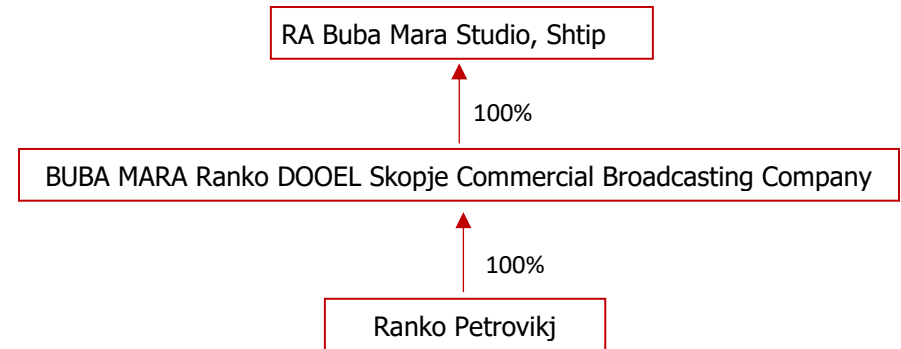 RA Buba Mara Studio, Shtip
100%
BUBA MARA Ranko DOOEL Skopje Commercial Broadcasting Company
100%
Ranko Petrovikj